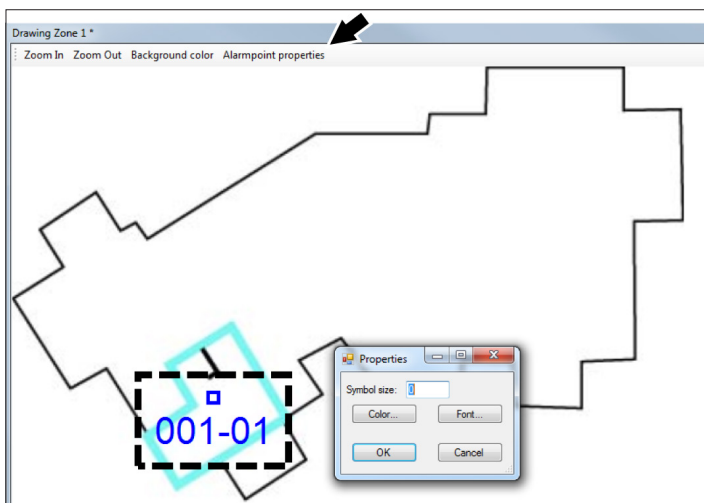 Drawing Zone 1 *
Zoom In Zoom Out Background color Alarmpoint properties
001-01
Properties
Symbol size: 0
Color... Font...
OK Cancel